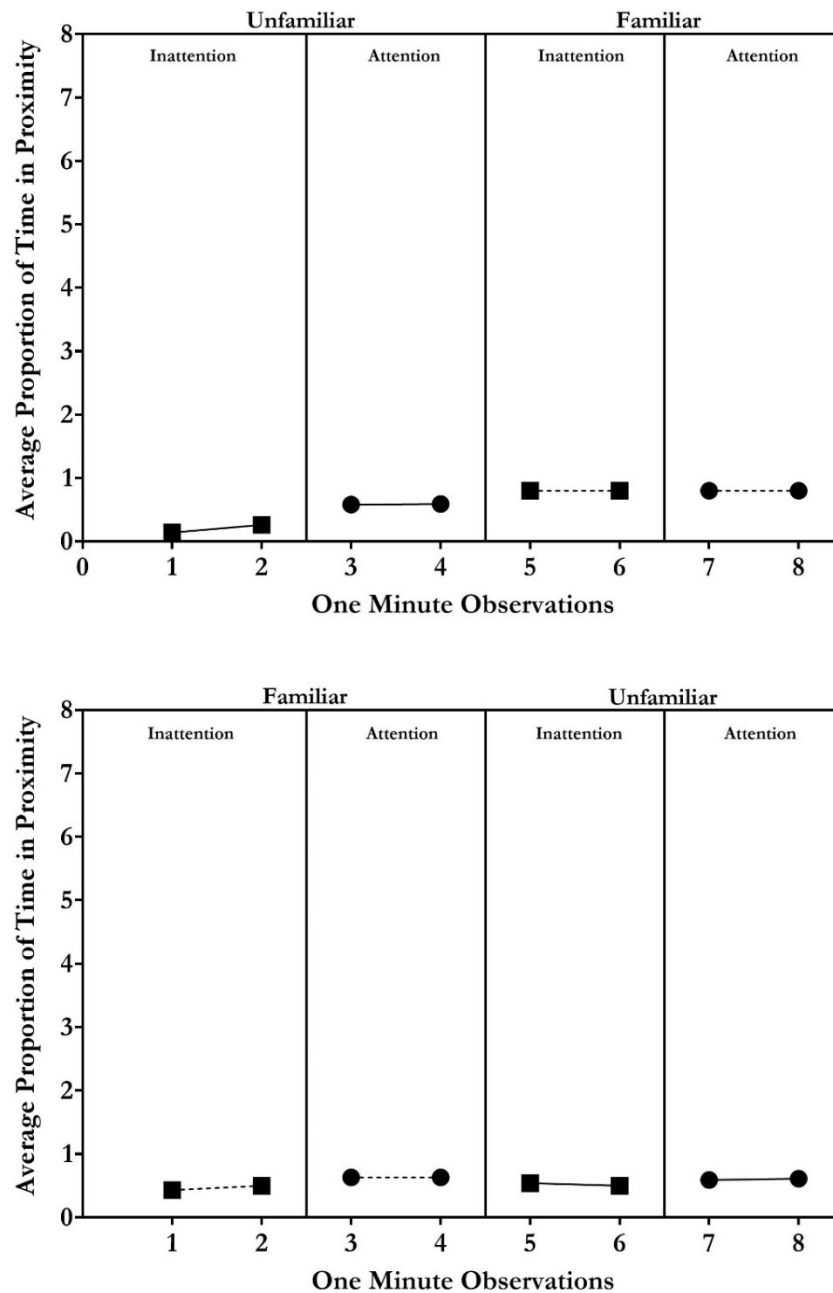 Unfamiliar Familiar
Inattention Attention Inattention Attention
Average Proportion of Time in Proximity
8
7
6
5
4
3
2
1
0
0 1 2 3 4 5 6 7 8
One Minute Observations
Familiar Unfamiliar
Inattention Attention Inattention Attention
Average Proportion of Time in Proximity
8
7
6
5
4
3
2
1
0
1 2 3 4 5 6 7 8
One Minute Observations